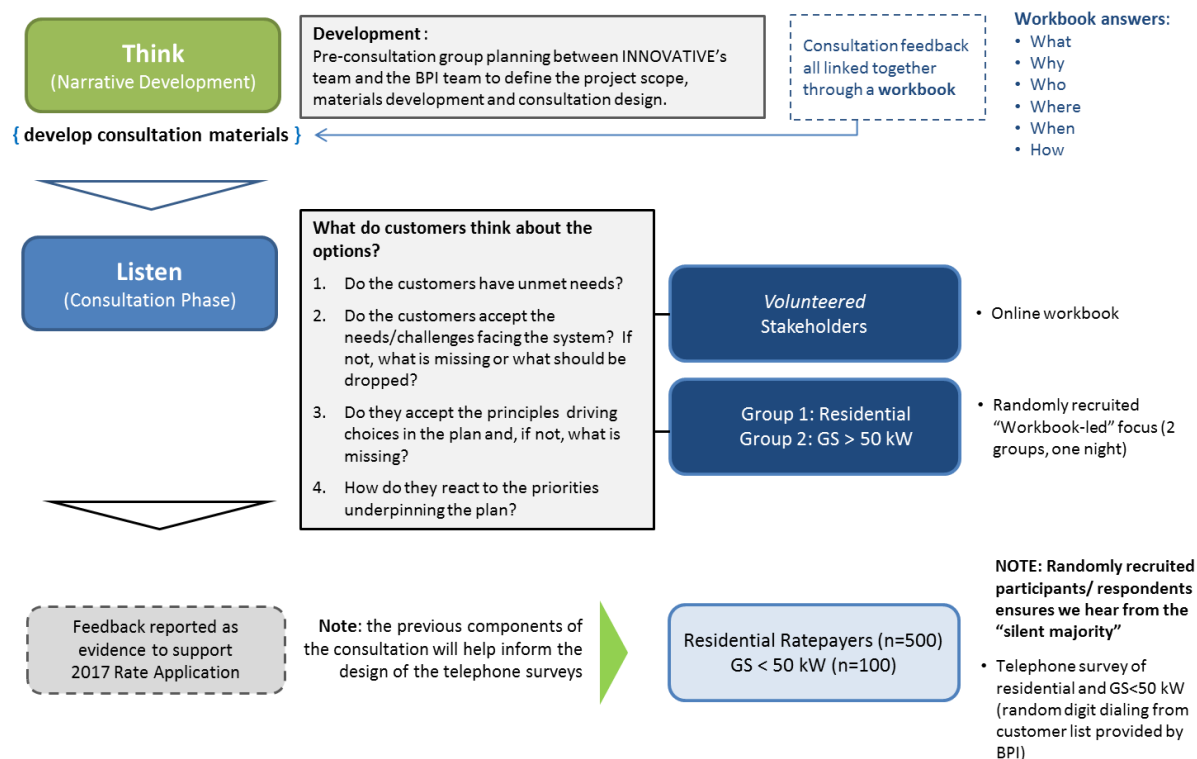 Think
(Narrative Development)
{ develop consultation materials }
Development :
Pre-consultation group planning between INNOVATIVE’s
team and the BPI team to define the project scope,
materials development and consultation design.
Consultation feedback
all linked together
through a workbook
Workbook answers:
• What
• Why
• Who
• Where
• When
• How
Listen
(Consultation Phase)
What do customers think about the
options?
1. Do the customers have unmet needs?
2. Do the customers accept the
needs/challenges facing the system? If
not, what is missing or what should be
dropped?
3. Do they accept the principles driving
choices in the plan and, if not, what is
missing?
4. How do they react to the priorities
underpinning the plan?
Volunteered
Stakeholders
• Online workbook
Group 1: Residential
Group 2: GS > 50 kW
• Randomly recruited
“Workbook-led” focus (2
groups, one night)
Feedback reported as
evidence to support
2017 Rate Application
Note: the previous components of
the consultation will help inform the
design of the telephone surveys
Residential Ratepayers (n=500)
GS < 50 kW (n=100)
NOTE: Randomly recruited
participants/ respondents
ensures we hear from the
“silent majority”
• Telephone survey of
residential and GS<50 kW
(random digit dialing from
customer list provided by
BPI)